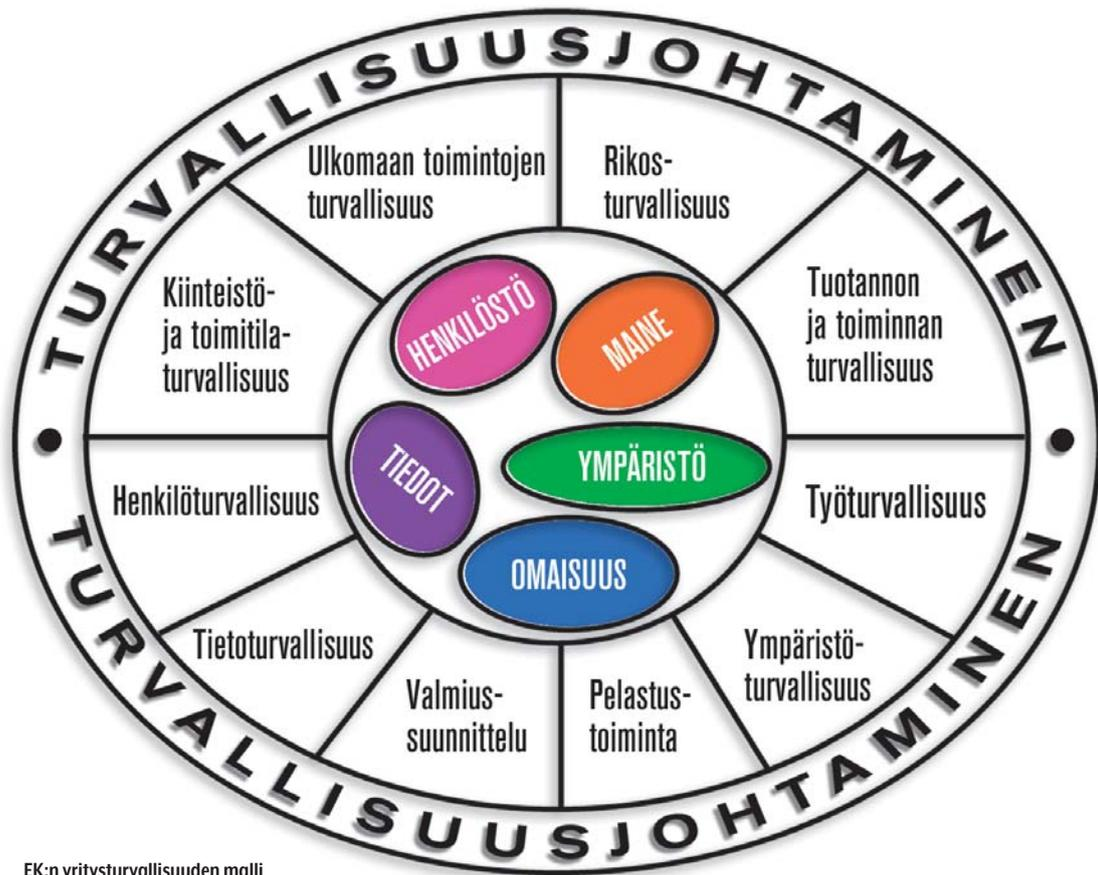 TURVALLISUUSJOHTAMINEN
Ulkomaan toimintojen
turvallisuus
Rikos-
turvallisuus
Kiinteistö-
ja toimitila-
turvallisuus
Tuotannon
ja toiminnan
turvallisuus
HENKILÖSTÖ
MAINE
TIEDOT
YMPÄRISTÖ
OMAISUUS
Henkilöturvallisuus
Työturvallisuus
Tietoturvallisuus
Ympäristö-
turvallisuus
Valmius-
suunnittelu
Pelastus-
toiminta
TURVALLISUUSJOHTAMINEN
EK:n yritysturvallisuuden malli